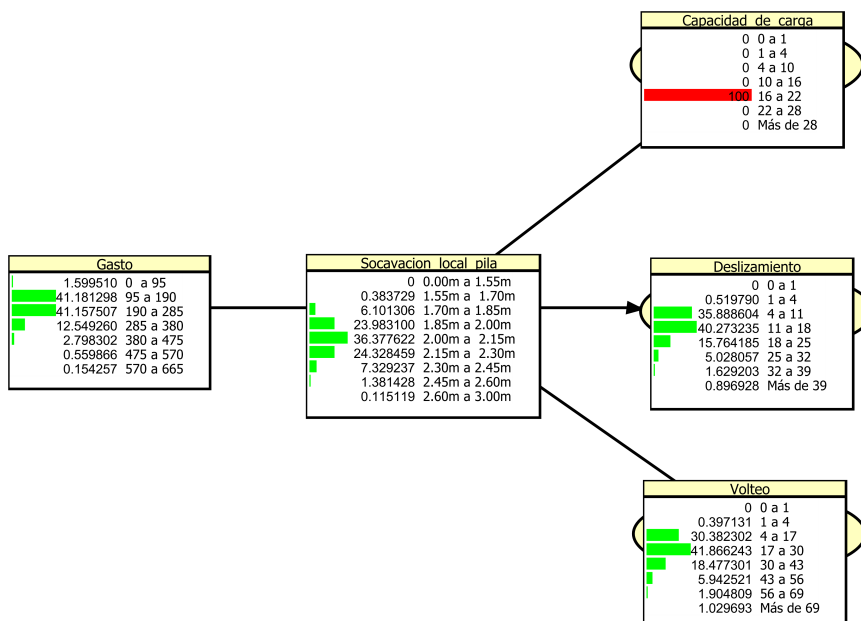 Capacidad_de_carga
0 0 a 1
0 1 a 4
0 4 a 10
0 10 a 16
100 16 a 22
0 22 a 28
0 Más de 28
Gasto
1.599510 0 a 95
41.181298 95 a 190
41.157507 190 a 285
12.549260 285 a 380
2.798302 380 a 475
0.559866 475 a 570
0.154257 570 a 665
Socavacion_local_pila
0 0.00m a 1.55m
0.383729 1.55m a 1.70m
6.101306 1.70m a 1.85m
23.983100 1.85m a 2.00m
36.377622 2.00m a 2.15m
24.328459 2.15m a 2.30m
7.329237 2.30m a 2.45m
1.381428 2.45m a 2.60m
0.115119 2.60m a 3.00m
Deslizamiento
0 0 a 1
0.519790 1 a 4
35.888604 4 a 11
40.273235 11 a 18
15.764185 18 a 25
5.028057 25 a 32
1.629203 32 a 39
0.896928 Más de 39
Volteo
0 0 a 1
0.397131 1 a 4
30.382302 4 a 17
41.866243 17 a 30
18.477301 30 a 43
5.942521 43 a 56
1.904809 56 a 69
1.029693 Más de 69